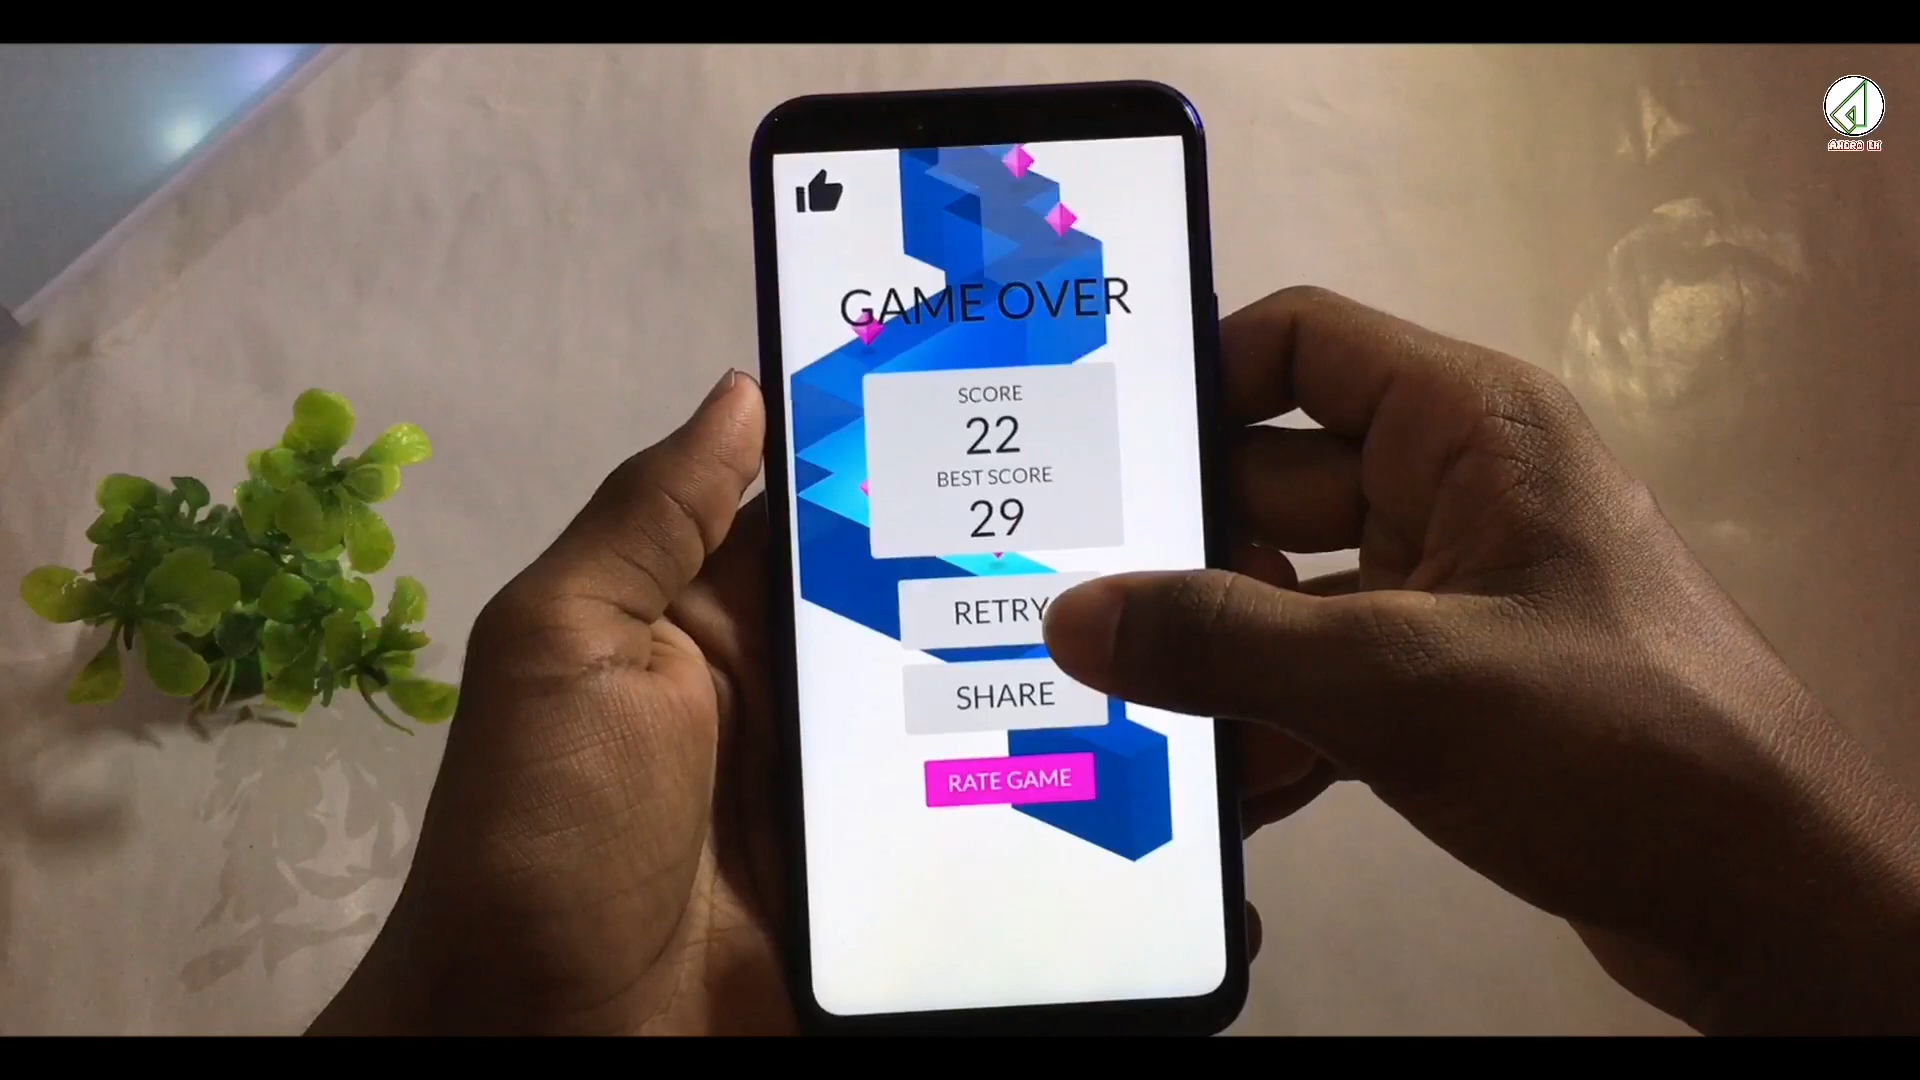 GAME OVER
SCORE
22
BEST SCORE
29
RETRY
SHARE
RATE GAME